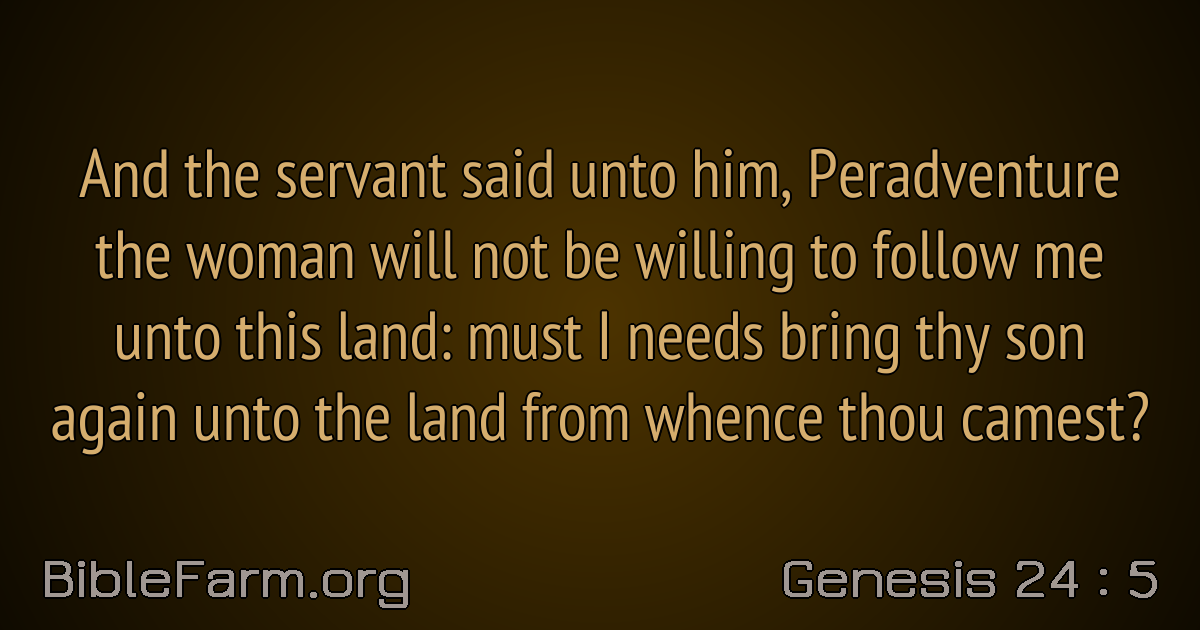 And the servant said unto him, Peradventure
the woman will not be willing to follow me
unto this land: must I needs bring thy son
again unto the land from whence thou camest?
BibleFarm.org
Genesis 24 : 5